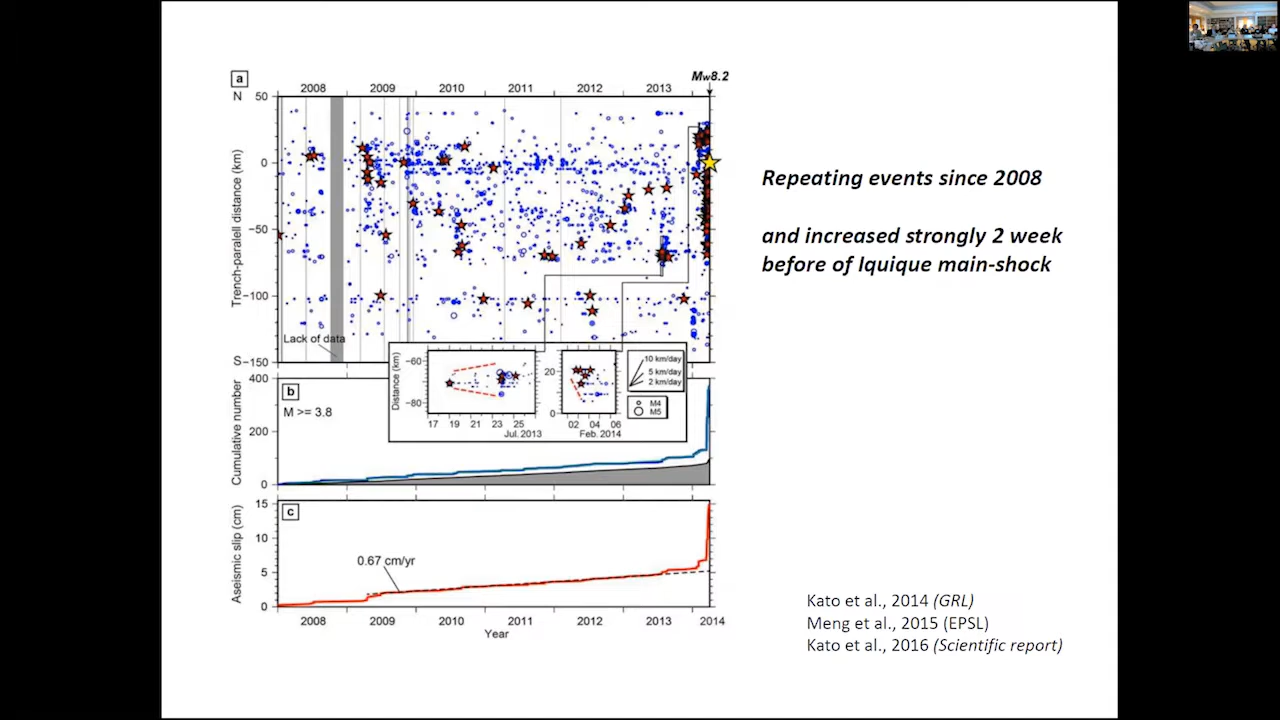 a
Mw8.2
2008 2009 2010 2011 2012 2013
N 50
0
−50
−100
S −150
Trench-paralell distance (km)
Lack of data
Repeating events since 2008
and increased strongly 2 week
before of Iquique main-shock
Distance (km)
−60
−80
17 19 21 23 25
Jul. 2013
20
0
02 04 06
Feb. 2014
10 km/day
5 km/day
2 km/day
M4
M5
b
M >= 3.8
Cumulative number
400
200
0
c
Aseismic slip (cm)
15
10
5
0
0.67 cm/yr
2008 2009 2010 2011 2012 2013 2014
Year
Kato et al., 2014 (GRL)
Meng et al., 2015 (EPSL)
Kato et al., 2016 (Scientific report)